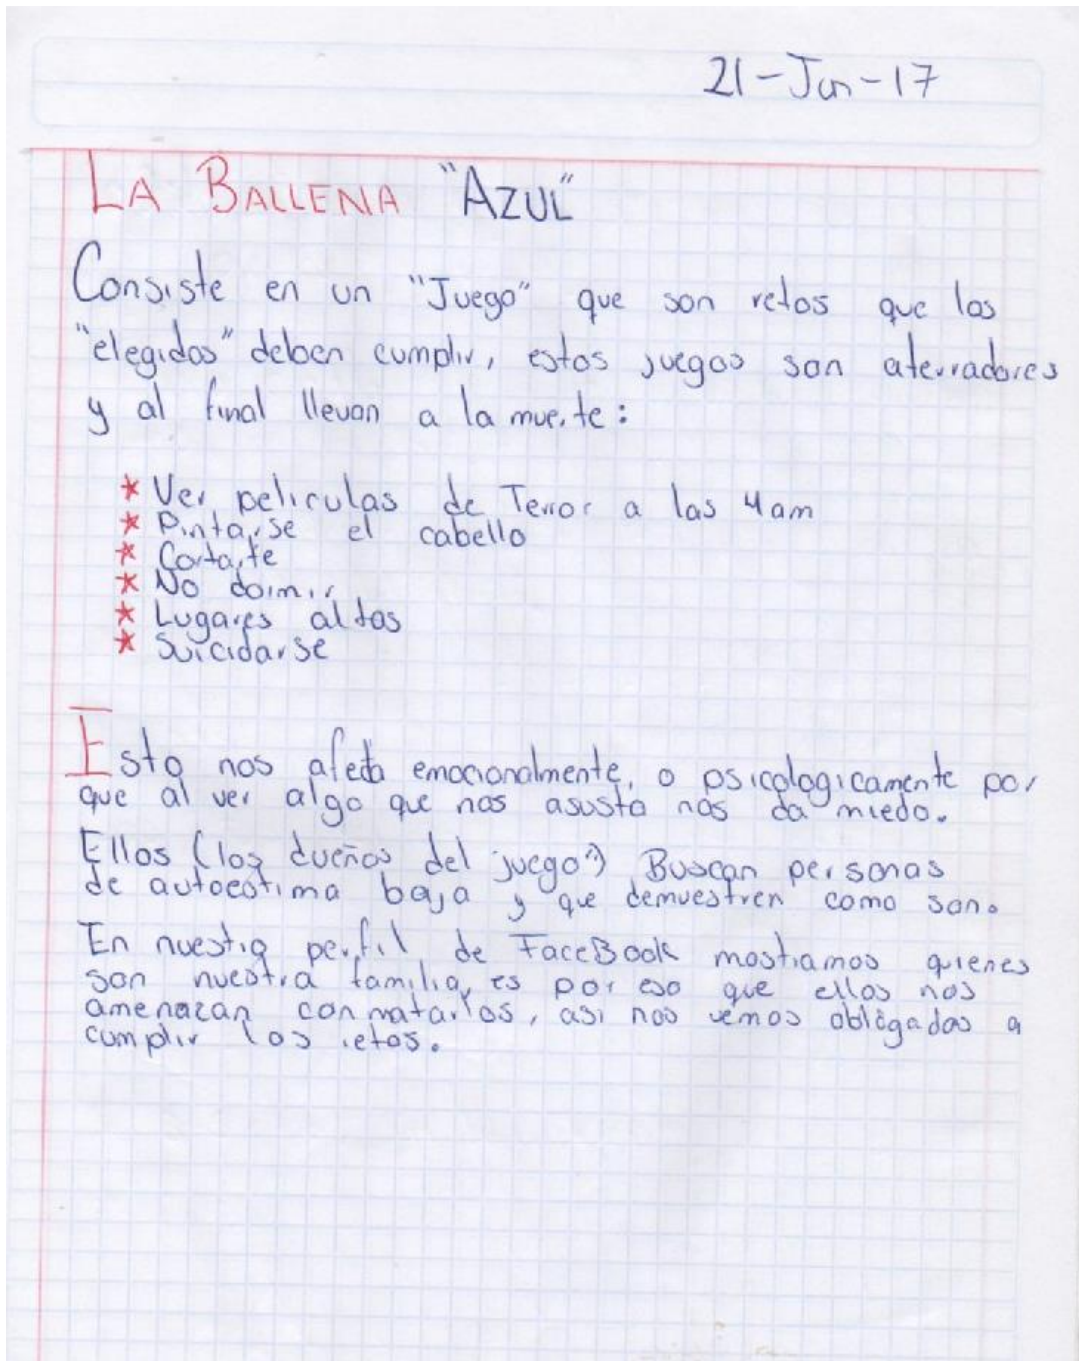 21-Jun-17
LA BALLENA "AZUL"
Consiste en un "Juego" que son retos que los
"elegidos" deben cumplir, estos juegos son aterradores
y al final llevan a la muerte:
* Ver peliculas de Terror a las 4am
* Pintarse el cabello
* Cortarte
* No dormir
* Lugares altos
* Suicidarse
Esto nos afecta emocionalmente, o psicologicamente por
que al ver algo que nos asusta nos da miedo.
Ellos (los dueños del "juego") Buscan personas
de autoestima baja y que demuestren como son.
En nuestro perfil de FaceBook mostramos quienes
son nuestra familia, es por eso que ellos nos
amenazan con matarlos, asi nos vemos obligados a
cumplir los retos.